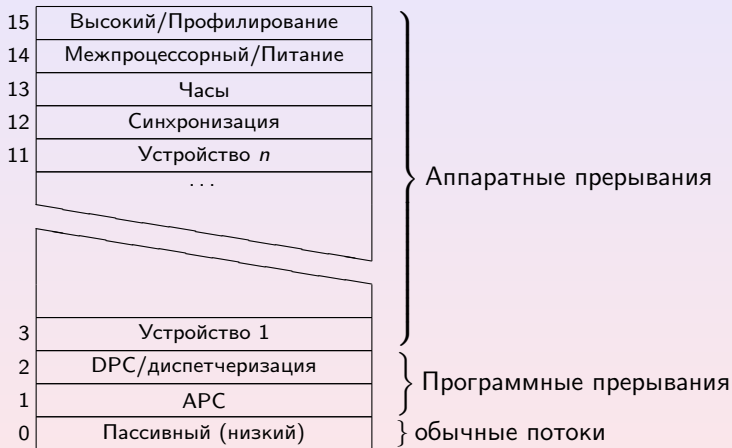 15 Высокий/Профилирование
14 Межпроцессорный/Питание
13 Часы
12 Синхронизация
11 Устройство n
. . .
Аппаратные прерывания
3 Устройство 1
2 DPC/диспетчеризация
Программные прерывания
1 APC
0 Пассивный (низкий)
обычные потоки